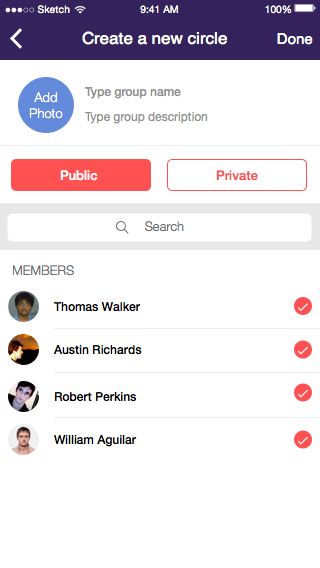 Sketch 9:41 AM 100%
Create a new circle Done
Add
Photo
Type group name
Type group description
Public Private
Search
MEMBERS
Thomas Walker
Austin Richards
Robert Perkins
William Aguilar